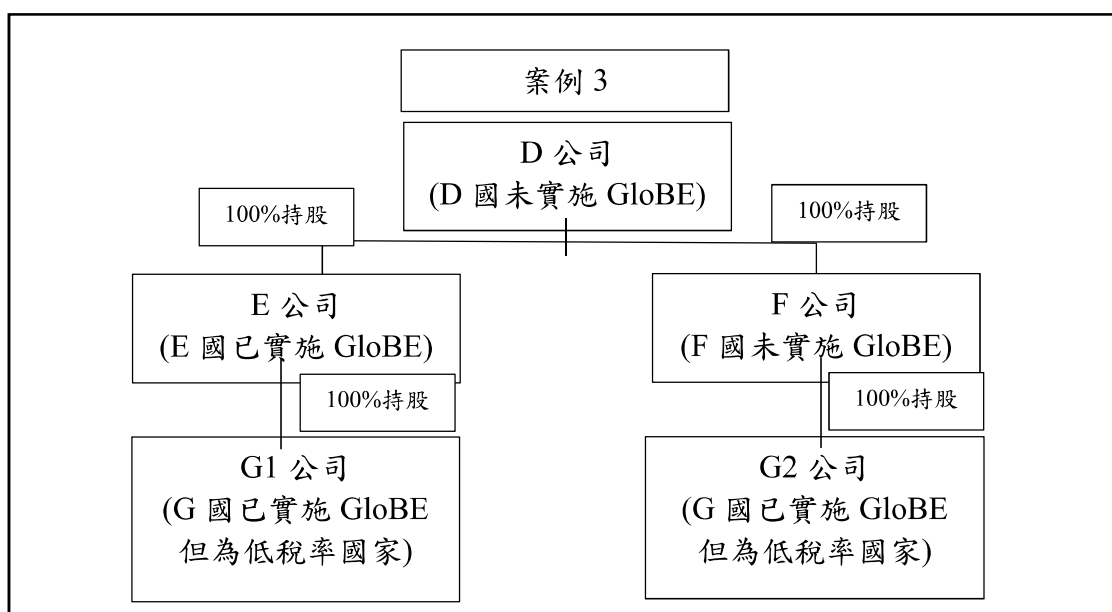 案例 3
D 公司
(D 國未實施 GloBE)
100%持股
100%持股
E 公司
(E 國已實施 GloBE)
F 公司
(F 國未實施 GloBE)
100%持股
100%持股
G1 公司
(G 國已實施 GloBE
但為低稅率國家)
G2 公司
(G 國已實施 GloBE
但為低稅率國家)